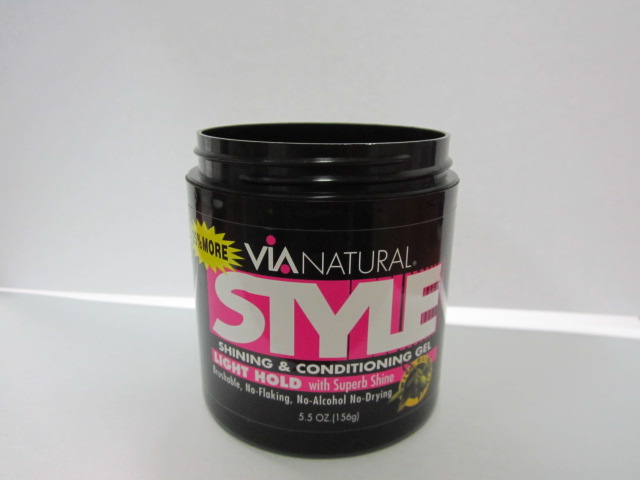 % MORE
VIA NATURAL®
STYLE
SHINING & CONDITIONING GEL
LIGHT HOLD with Superb Shine
Brushable, No-Flaking, No-Alcohol No-Drying
5.5 OZ.(156g)